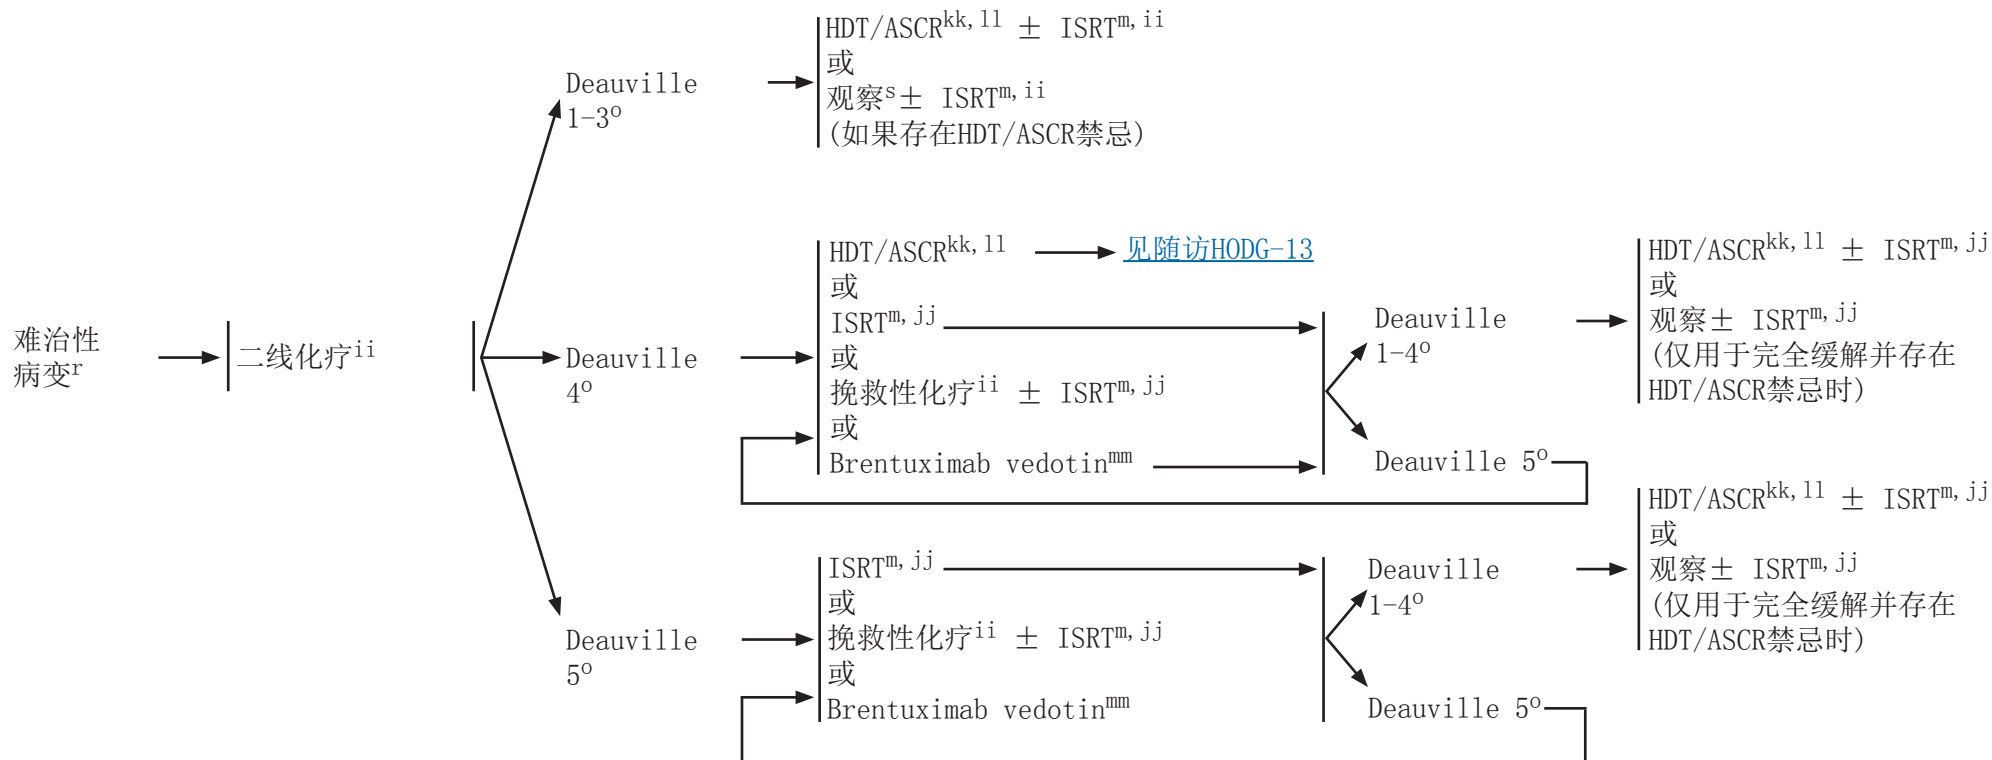 难治性
病变r
二线化疗ii
Deauville
1-3o
HDT/ASCRkk, ll ± ISRTm, ii
或
观察s± ISRTm, ii
(如果存在HDT/ASCR禁忌)
Deauville
4o
HDT/ASCRkk, ll
见随访HODG-13
或
ISRTm, jj
或
挽救性化疗ii ± ISRTm, jj
或
Brentuximab vedotinmm
Deauville
1-4o
Deauville 5o
HDT/ASCRkk, ll ± ISRTm, jj
或
观察± ISRTm, jj
(仅用于完全缓解并存在
HDT/ASCR禁忌时)
Deauville
5o
ISRTm, jj
或
挽救性化疗ii ± ISRTm, jj
或
Brentuximab vedotinmm
Deauville
1-4o
Deauville 5o
HDT/ASCRkk, ll ± ISRTm, jj
或
观察± ISRTm, jj
(仅用于完全缓解并存在
HDT/ASCR禁忌时)